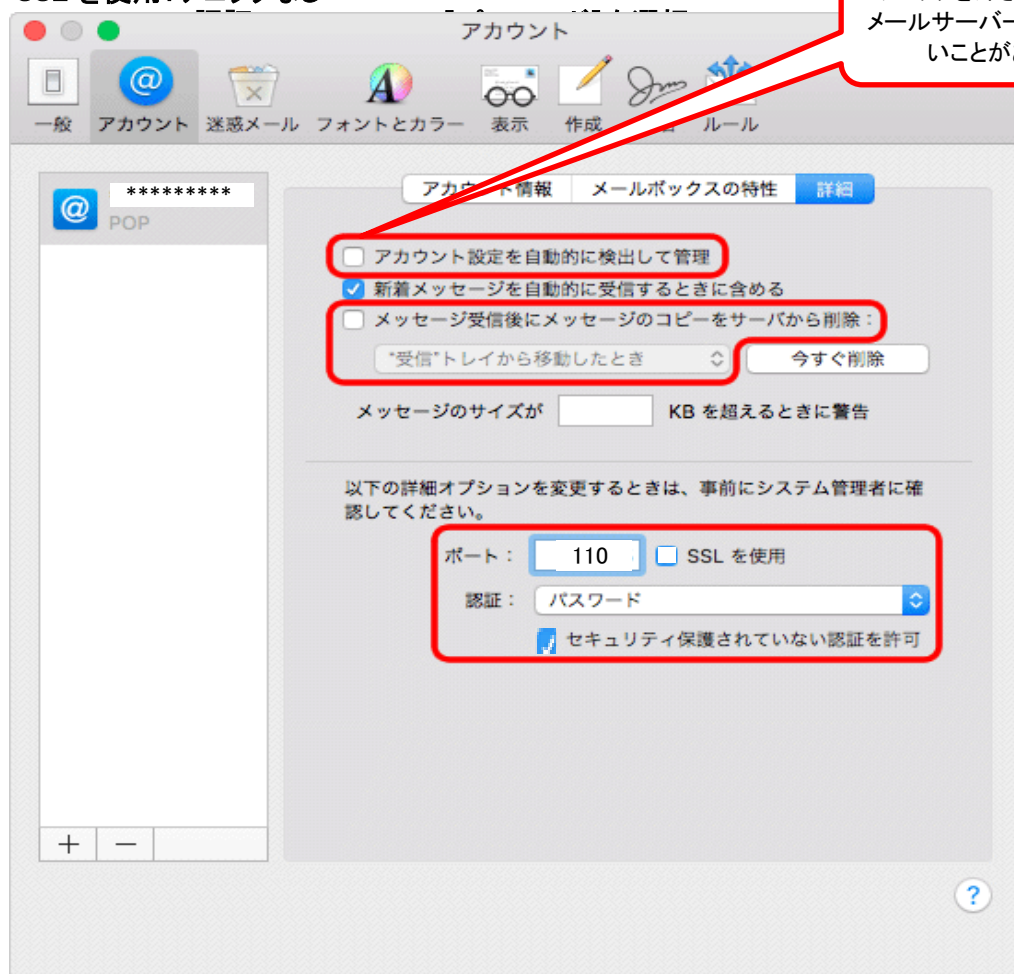 アカウント
メールサーバー
いことが
一般 アカウント 迷惑メール フォントとカラー 表示 作成 ルール
*********
POP
アカウント情報 メールボックスの特性 詳細
アカウント設定を自動的に検出して管理
新着メッセージを自動的に受信するときに含める
メッセージ受信後にメッセージのコピーをサーバから削除：
"受信"トレイから移動したとき 今すぐ削除
メッセージのサイズが KB を超えるときに警告
以下の詳細オプションを変更するときは、事前にシステム管理者に確
認してください。
ポート： 110 SSL を使用
認証： パスワード
セキュリティ保護されていない認証を許可
+ −
?